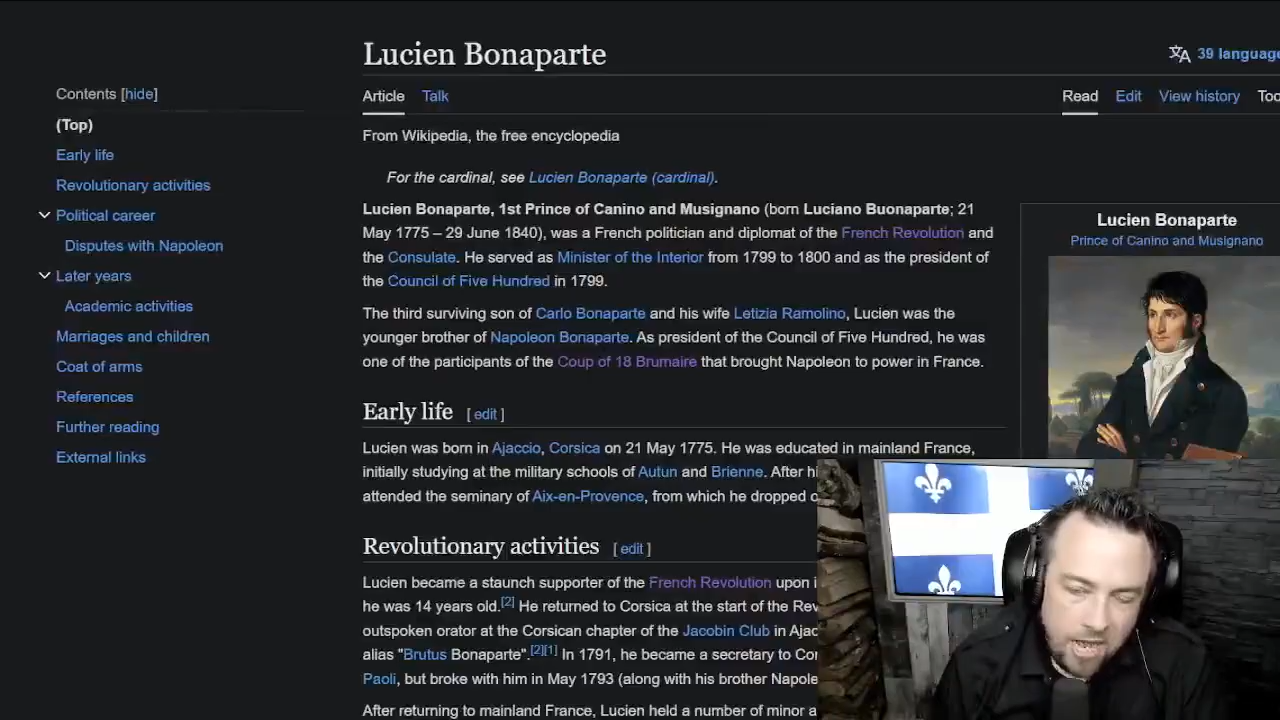 Lucien Bonaparte
39 language
Contents [hide]
(Top)
Early life
Revolutionary activities
Political career
Disputes with Napoleon
Later years
Academic activities
Marriages and children
Coat of arms
References
Further reading
External links
Article Talk
Read Edit View history Too
From Wikipedia, the free encyclopedia
For the cardinal, see Lucien Bonaparte (cardinal).
Lucien Bonaparte, 1st Prince of Canino and Musignano (born Luciano Buonaparte; 21
May 1775 – 29 June 1840), was a French politician and diplomat of the French Revolution and
the Consulate. He served as Minister of the Interior from 1799 to 1800 and as the president of
the Council of Five Hundred in 1799.
The third surviving son of Carlo Bonaparte and his wife Letizia Ramolino, Lucien was the
younger brother of Napoleon Bonaparte. As president of the Council of Five Hundred, he was
one of the participants of the Coup of 18 Brumaire that brought Napoleon to power in France.
Lucien Bonaparte
Prince of Canino and Musignano
Early life [ edit ]
Lucien was born in Ajaccio, Corsica on 21 May 1775. He was educated in mainland France,
initially studying at the military schools of Autun and Brienne. After hi
attended the seminary of Aix-en-Provence, from which he dropped o
Revolutionary activities [ edit ]
Lucien became a staunch supporter of the French Revolution upon i
he was 14 years old.[2] He returned to Corsica at the start of the Rev
outspoken orator at the Corsican chapter of the Jacobin Club in Ajac
alias "Brutus Bonaparte".[2][1] In 1791, he became a secretary to Cor
Paoli, but broke with him in May 1793 (along with his brother Napole
After returning to mainland France, Lucien held a number of minor a